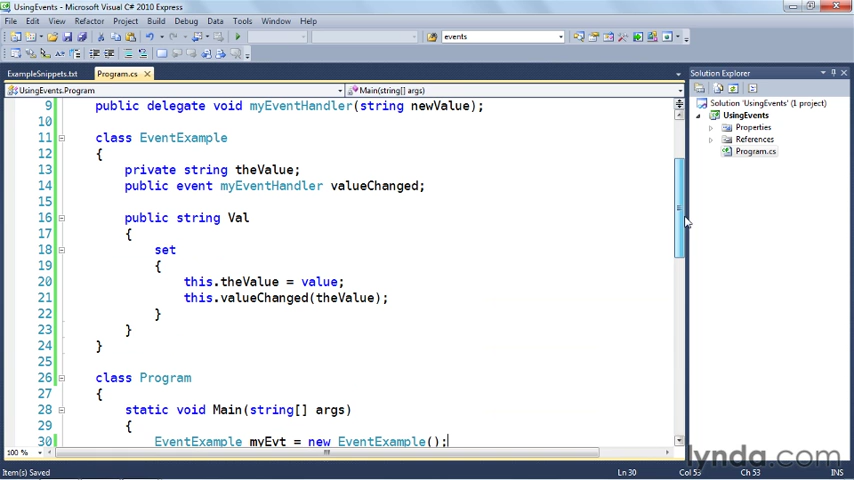 UsingEvents - Microsoft Visual C# 2010 Express
File Edit View Refactor Project Build Debug Data Tools Window Help
events
ExampleSnippets.txt Program.cs
UsingEvents.Program Main(string[] args)
9 public delegate void myEventHandler(string newValue);
10
11 class EventExample
12 {
13 private string theValue;
14 public event myEventHandler valueChanged;
15
16 public string Val
17 {
18 set
19 {
20 this.theValue = value;
21 this.valueChanged(theValue);
22 }
23 }
24 }
25
26 class Program
27 {
28 static void Main(string[] args)
29 {
30 EventExample myEvt = new EventExample();
100 %
Item(s) Saved Ln 30 Col 53 Ch 53 INS
Solution Explorer
Solution 'UsingEvents' (1 project)
UsingEvents
Properties
References
Program.cs
lynda.com